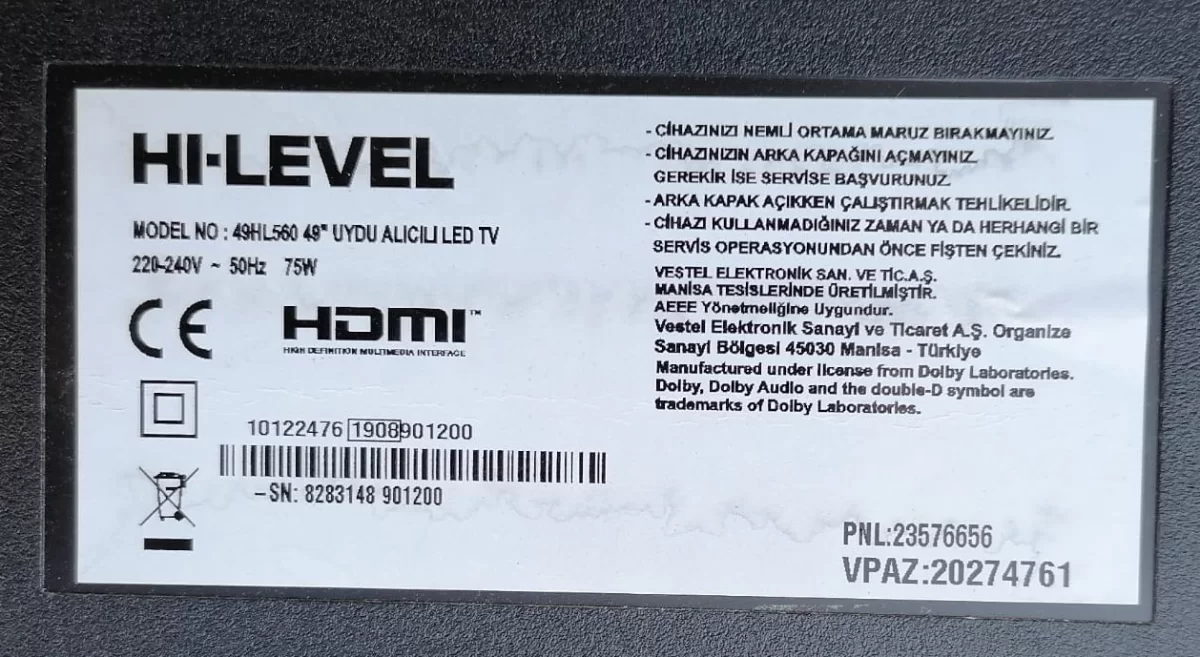 HI-LEVEL
MODEL NO : 49HL560 49" UYDU ALICILI LED TV
220-240V ~ 50Hz 75W
CE HDMI™
HIGH DEFINITION MULTIMEDIA INTERFACE
10122476 1908901200
-SN: 8283148 901200
- CİHAZINIZI NEMLİ ORTAMA MARUZ BIRAKMAYINIZ.
- CİHAZINIZIN ARKA KAPAĞINI AÇMAYINIZ.
GEREKİR İSE SERVİSE BAŞVURUNUZ.
- ARKA KAPAK AÇIKKEN ÇALIŞTIRMAK TEHLİKELİDİR.
- CİHAZI KULLANMADIĞINIZ ZAMAN YA DA HERHANGİ BİR
SERVİS OPERASYONUNDAN ÖNCE FİŞTEN ÇEKİNİZ.
VESTEL ELEKTRONİK SAN. VE TİC.A.Ş.
MANİSA TESİSLERİNDE ÜRETİLMİŞTİR.
AEEE Yönetmeliğine Uygundur.
Vestel Elektronik Sanayi ve Ticaret A.Ş. Organize
Sanayi Bölgesi 45030 Manisa - Türkiye
Manufactured under license from Dolby Laboratories.
Dolby, Dolby Audio and the double-D symbol are
trademarks of Dolby Laboratories.
PNL:23576656
VPAZ:20274761